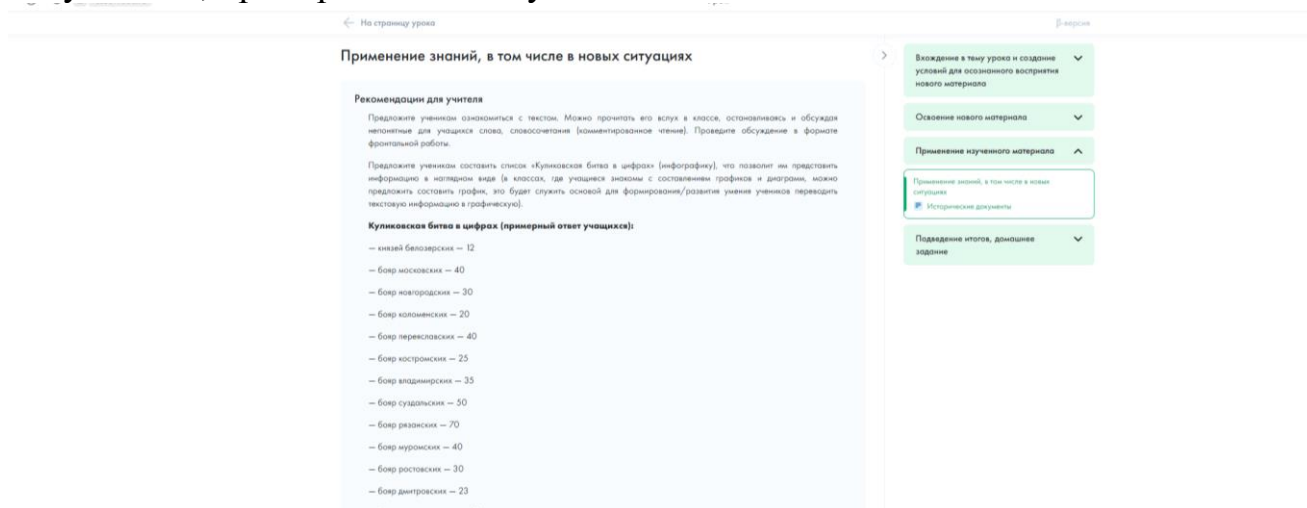 ← На страницу урока
β-версия
Применение знаний, в том числе в новых ситуациях
Рекомендации для учителя
Предложите ученикам ознакомиться с текстом. Можно прочитать его вслух в классе, останавливаясь и обсуждая
непонятные для учащихся слова, словосочетания (комментированное чтение). Проведите обсуждение в формате
фронтальной работы.
Предложите ученикам составить список «Куликовская битва в цифрах» (инфографику), что позволит им представить
информацию в наглядном виде (в классах, где учащиеся знакомы с составлением графиков и диаграмм, можно
предложить составить график, это будет служить основой для формирования/развития умения учеников переводить
текстовую информацию в графическую).
Куликовская битва в цифрах (примерный ответ учащихся):
— князей белозерских — 12
— бояр московских — 40
— бояр новгородских — 30
— бояр коломенских — 20
— бояр переяславских — 40
— бояр костромских — 25
— бояр владимирских — 35
— бояр суздальских — 50
— бояр рязанских — 70
— бояр муромских — 40
— бояр ростовских — 30
— бояр дмитровских — 23
Вхождение в тему урока и создание
условий для осознанного восприятия
нового материала
Освоение нового материала
Применение изученного материала
Применение знаний, в том числе в новых
ситуациях
Исторические документы
Подведение итогов, домашнее
задание